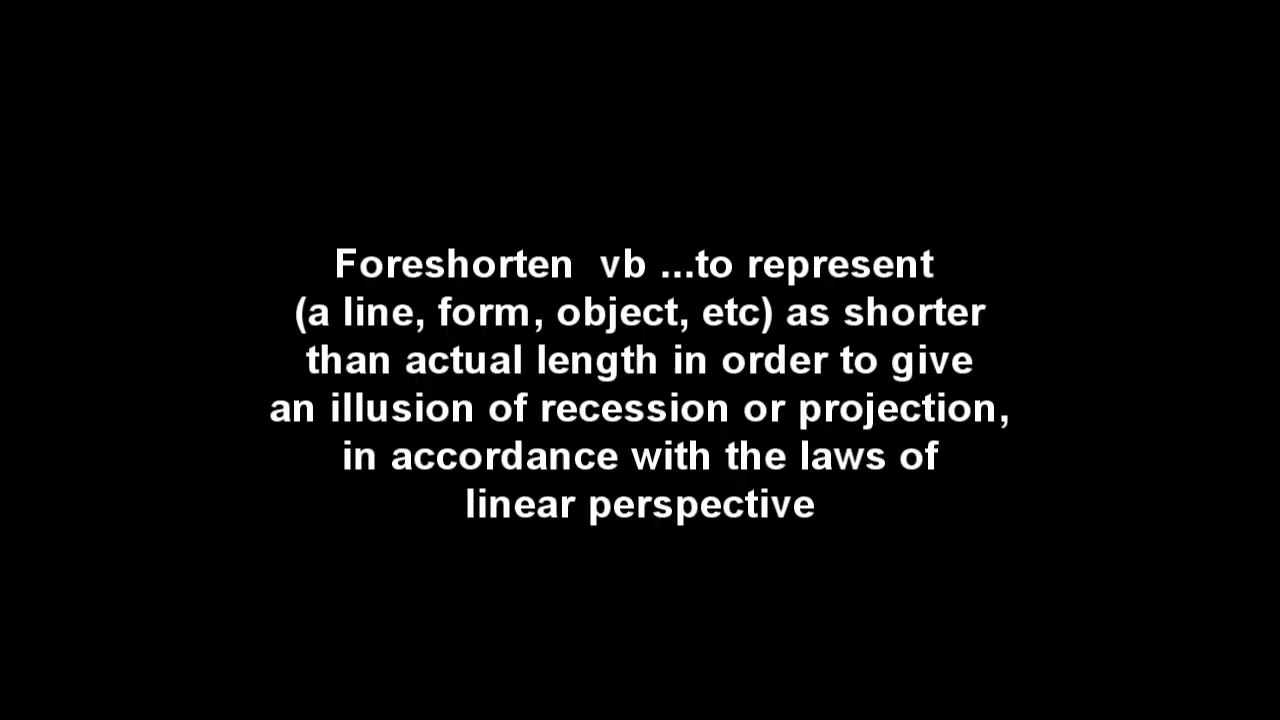 Foreshorten  vb ...to represent
(a line, form, object, etc) as shorter
than actual length in order to give
an illusion of recession or projection,
in accordance with the laws of
linear perspective